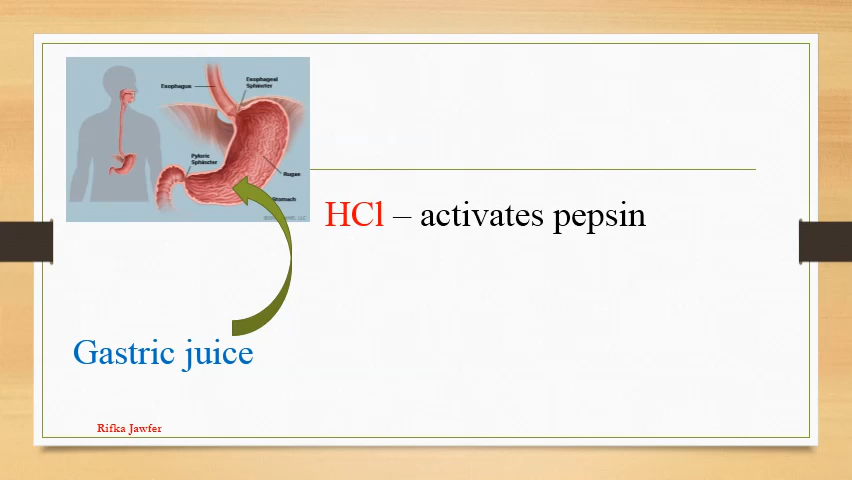 Esophagus
Esophageal
Sphincter
Pyloric
Sphincter
Rugae
Stomach
HCl – activates pepsin
Gastric juice
Rifka Jawfer